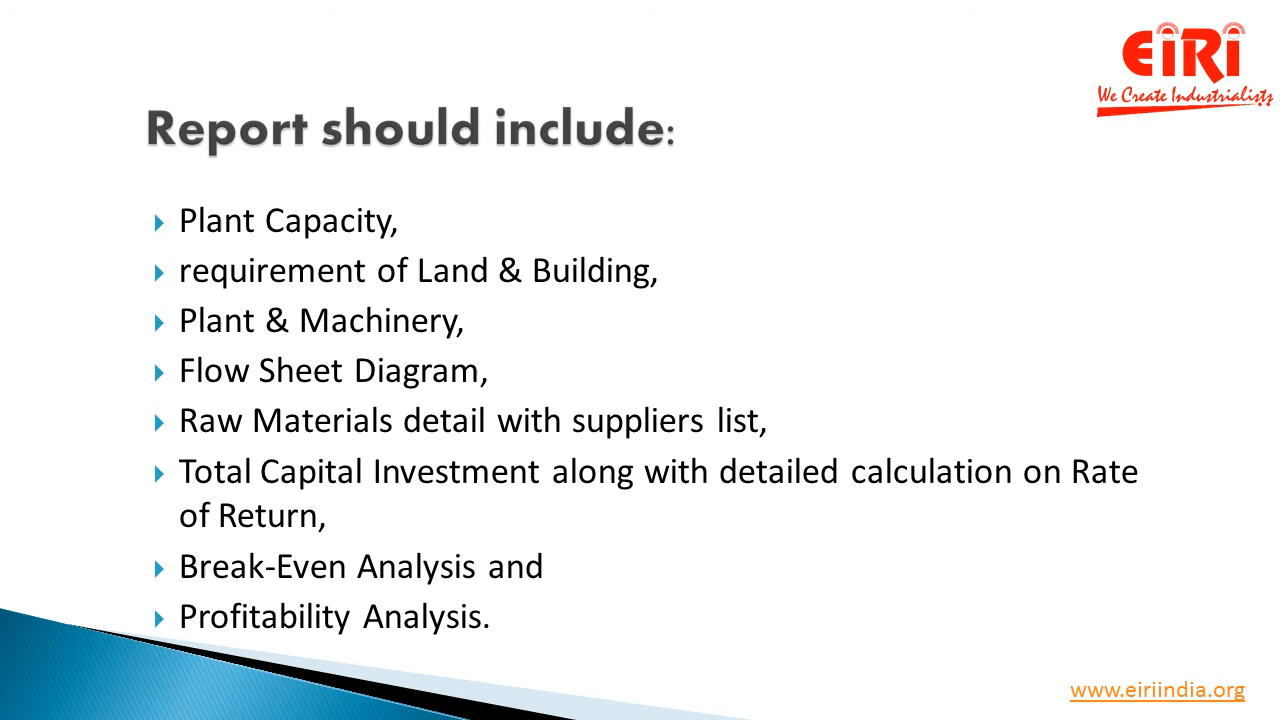 EiRi
We Create Industrialists
Report should include:
Plant Capacity,
requirement of Land & Building,
Plant & Machinery,
Flow Sheet Diagram,
Raw Materials detail with suppliers list,
Total Capital Investment along with detailed calculation on Rate
of Return,
Break-Even Analysis and
Profitability Analysis.
www.eiriindia.org